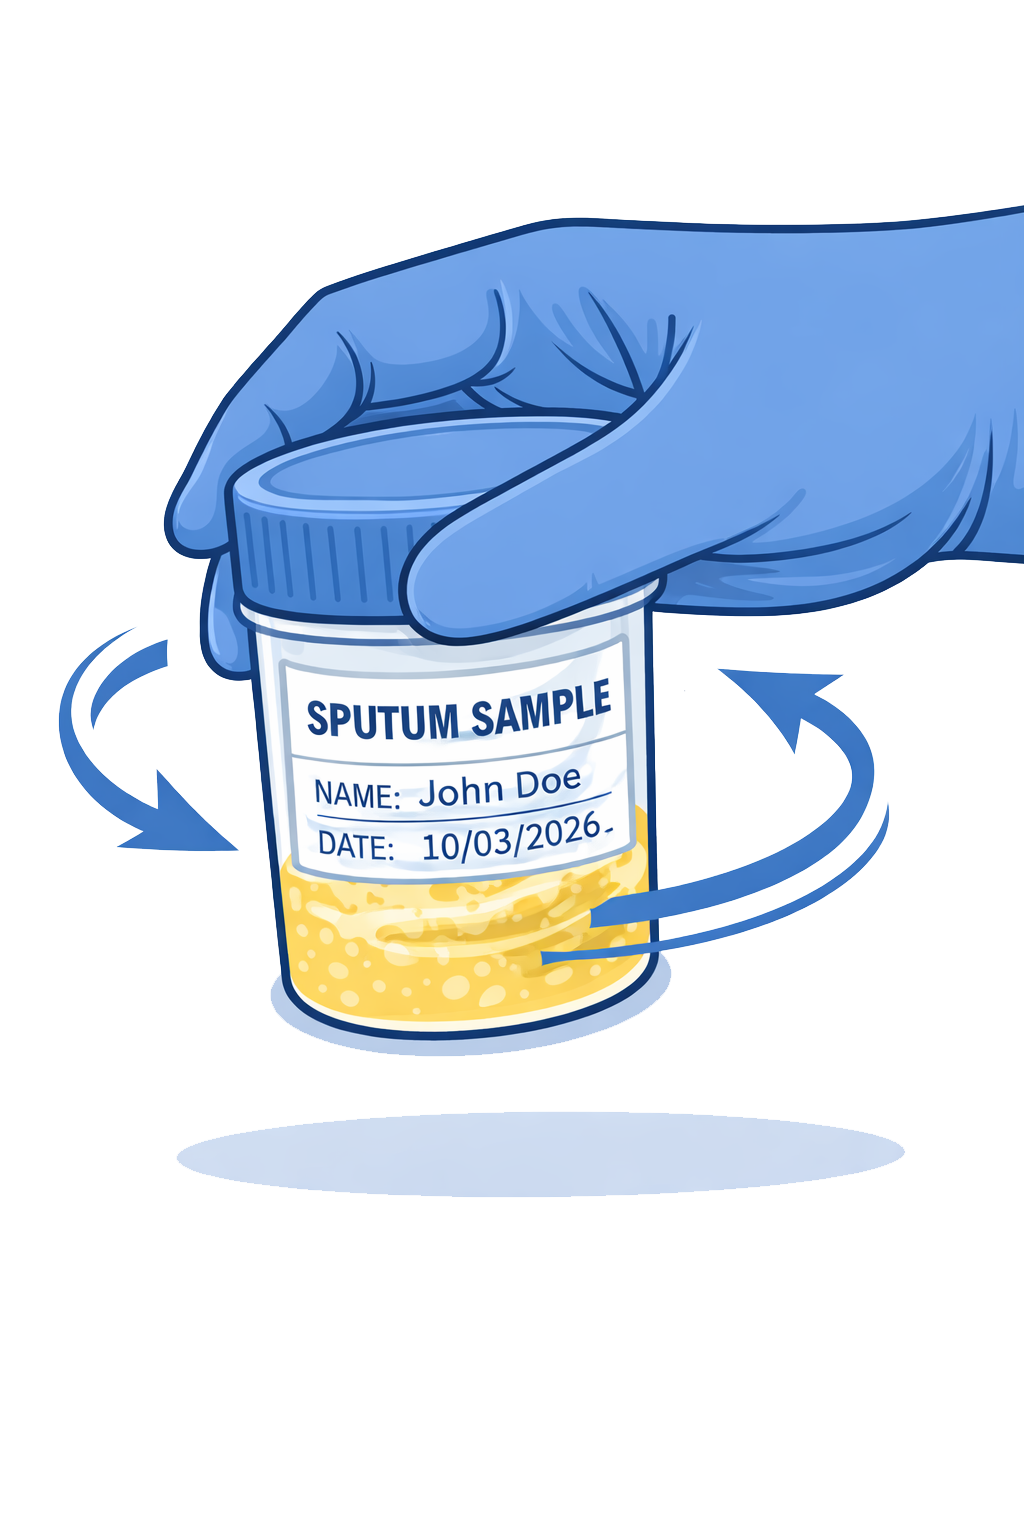 SPUTUM SAMPLE
NAME: John Doe
DATE: 10/03/2026-